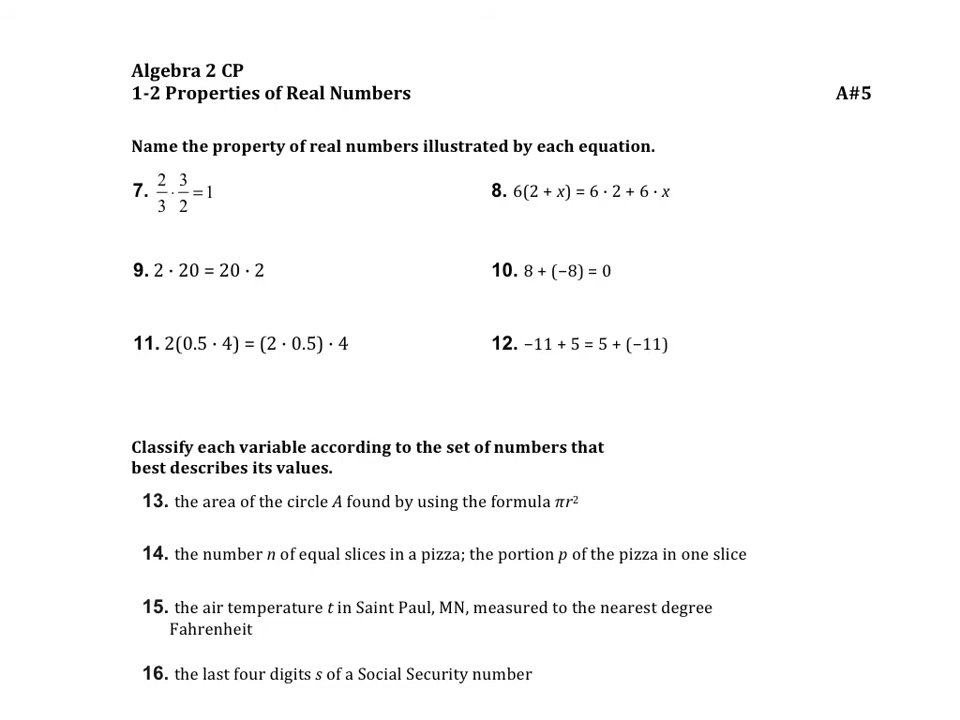 Algebra 2 CP
1-2 Properties of Real Numbers A#5
Name the property of real numbers illustrated by each equation.
7. 2/3 · 3/2 = 1
8. 6(2 + x) = 6 · 2 + 6 · x
9. 2 · 20 = 20 · 2
10. 8 + (−8) = 0
11. 2(0.5 · 4) = (2 · 0.5) · 4
12. −11 + 5 = 5 + (−11)
Classify each variable according to the set of numbers that
best describes its values.
13. the area of the circle A found by using the formula πr²
14. the number n of equal slices in a pizza; the portion p of the pizza in one slice
15. the air temperature t in Saint Paul, MN, measured to the nearest degree
Fahrenheit
16. the last four digits s of a Social Security number